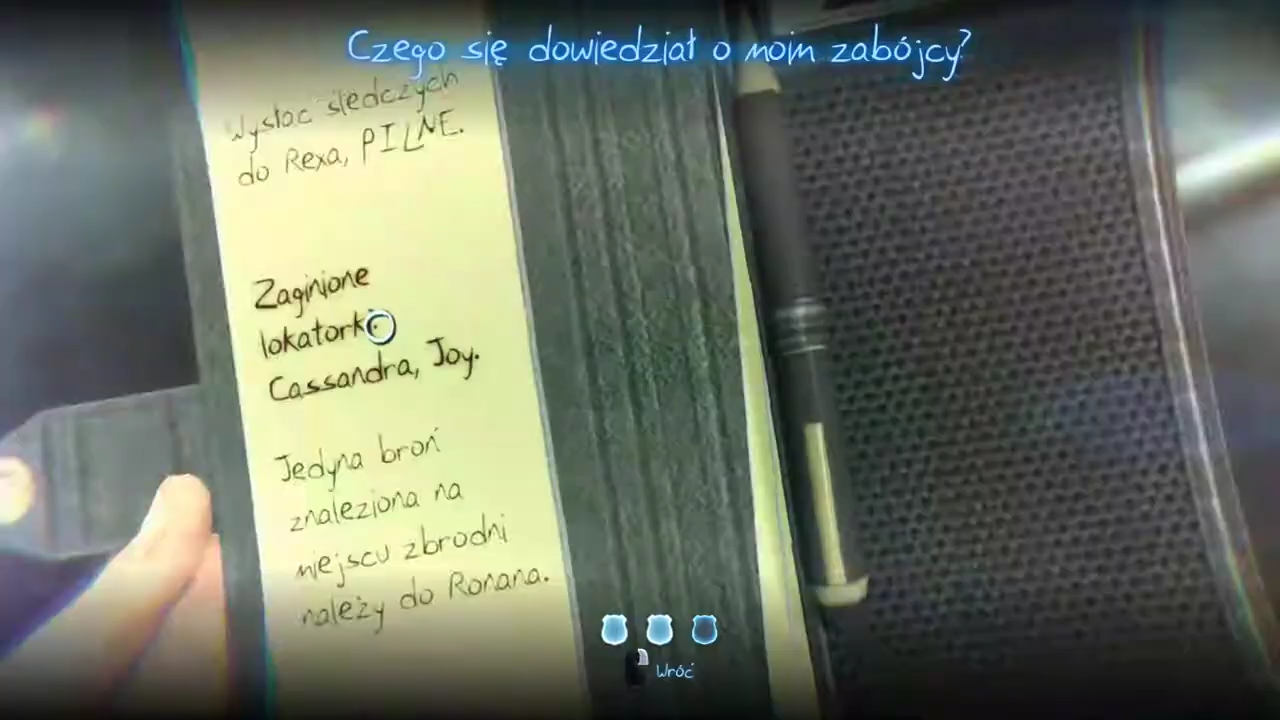 Czego się dowiedział o moim zabójcy?
Wysłać śledczych
do Rexa, PILNE.
Zaginione
lokatorki
Cassandra, Joy.
Jedyna broń
znaleziona na
miejscu zbrodni
należy do Ronana.
Wróć